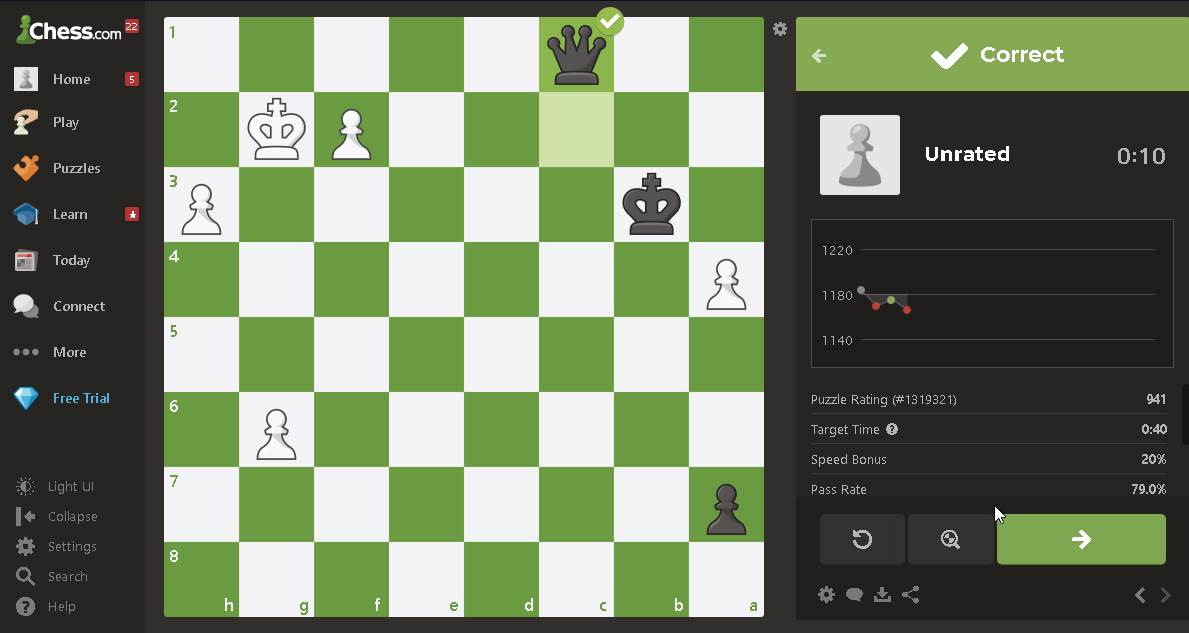 Chess.com 22
Home 5
Play
Puzzles
Learn
Today
Connect
More
Free Trial
Light UI
Collapse
Settings
Search
Help
1
2
3
4
5
6
7
8
h g f e d c b a
Correct
Unrated 0:10
1220
1180
1140
Puzzle Rating (#1319321) 941
Target Time 0:40
Speed Bonus 20%
Pass Rate 79.0%